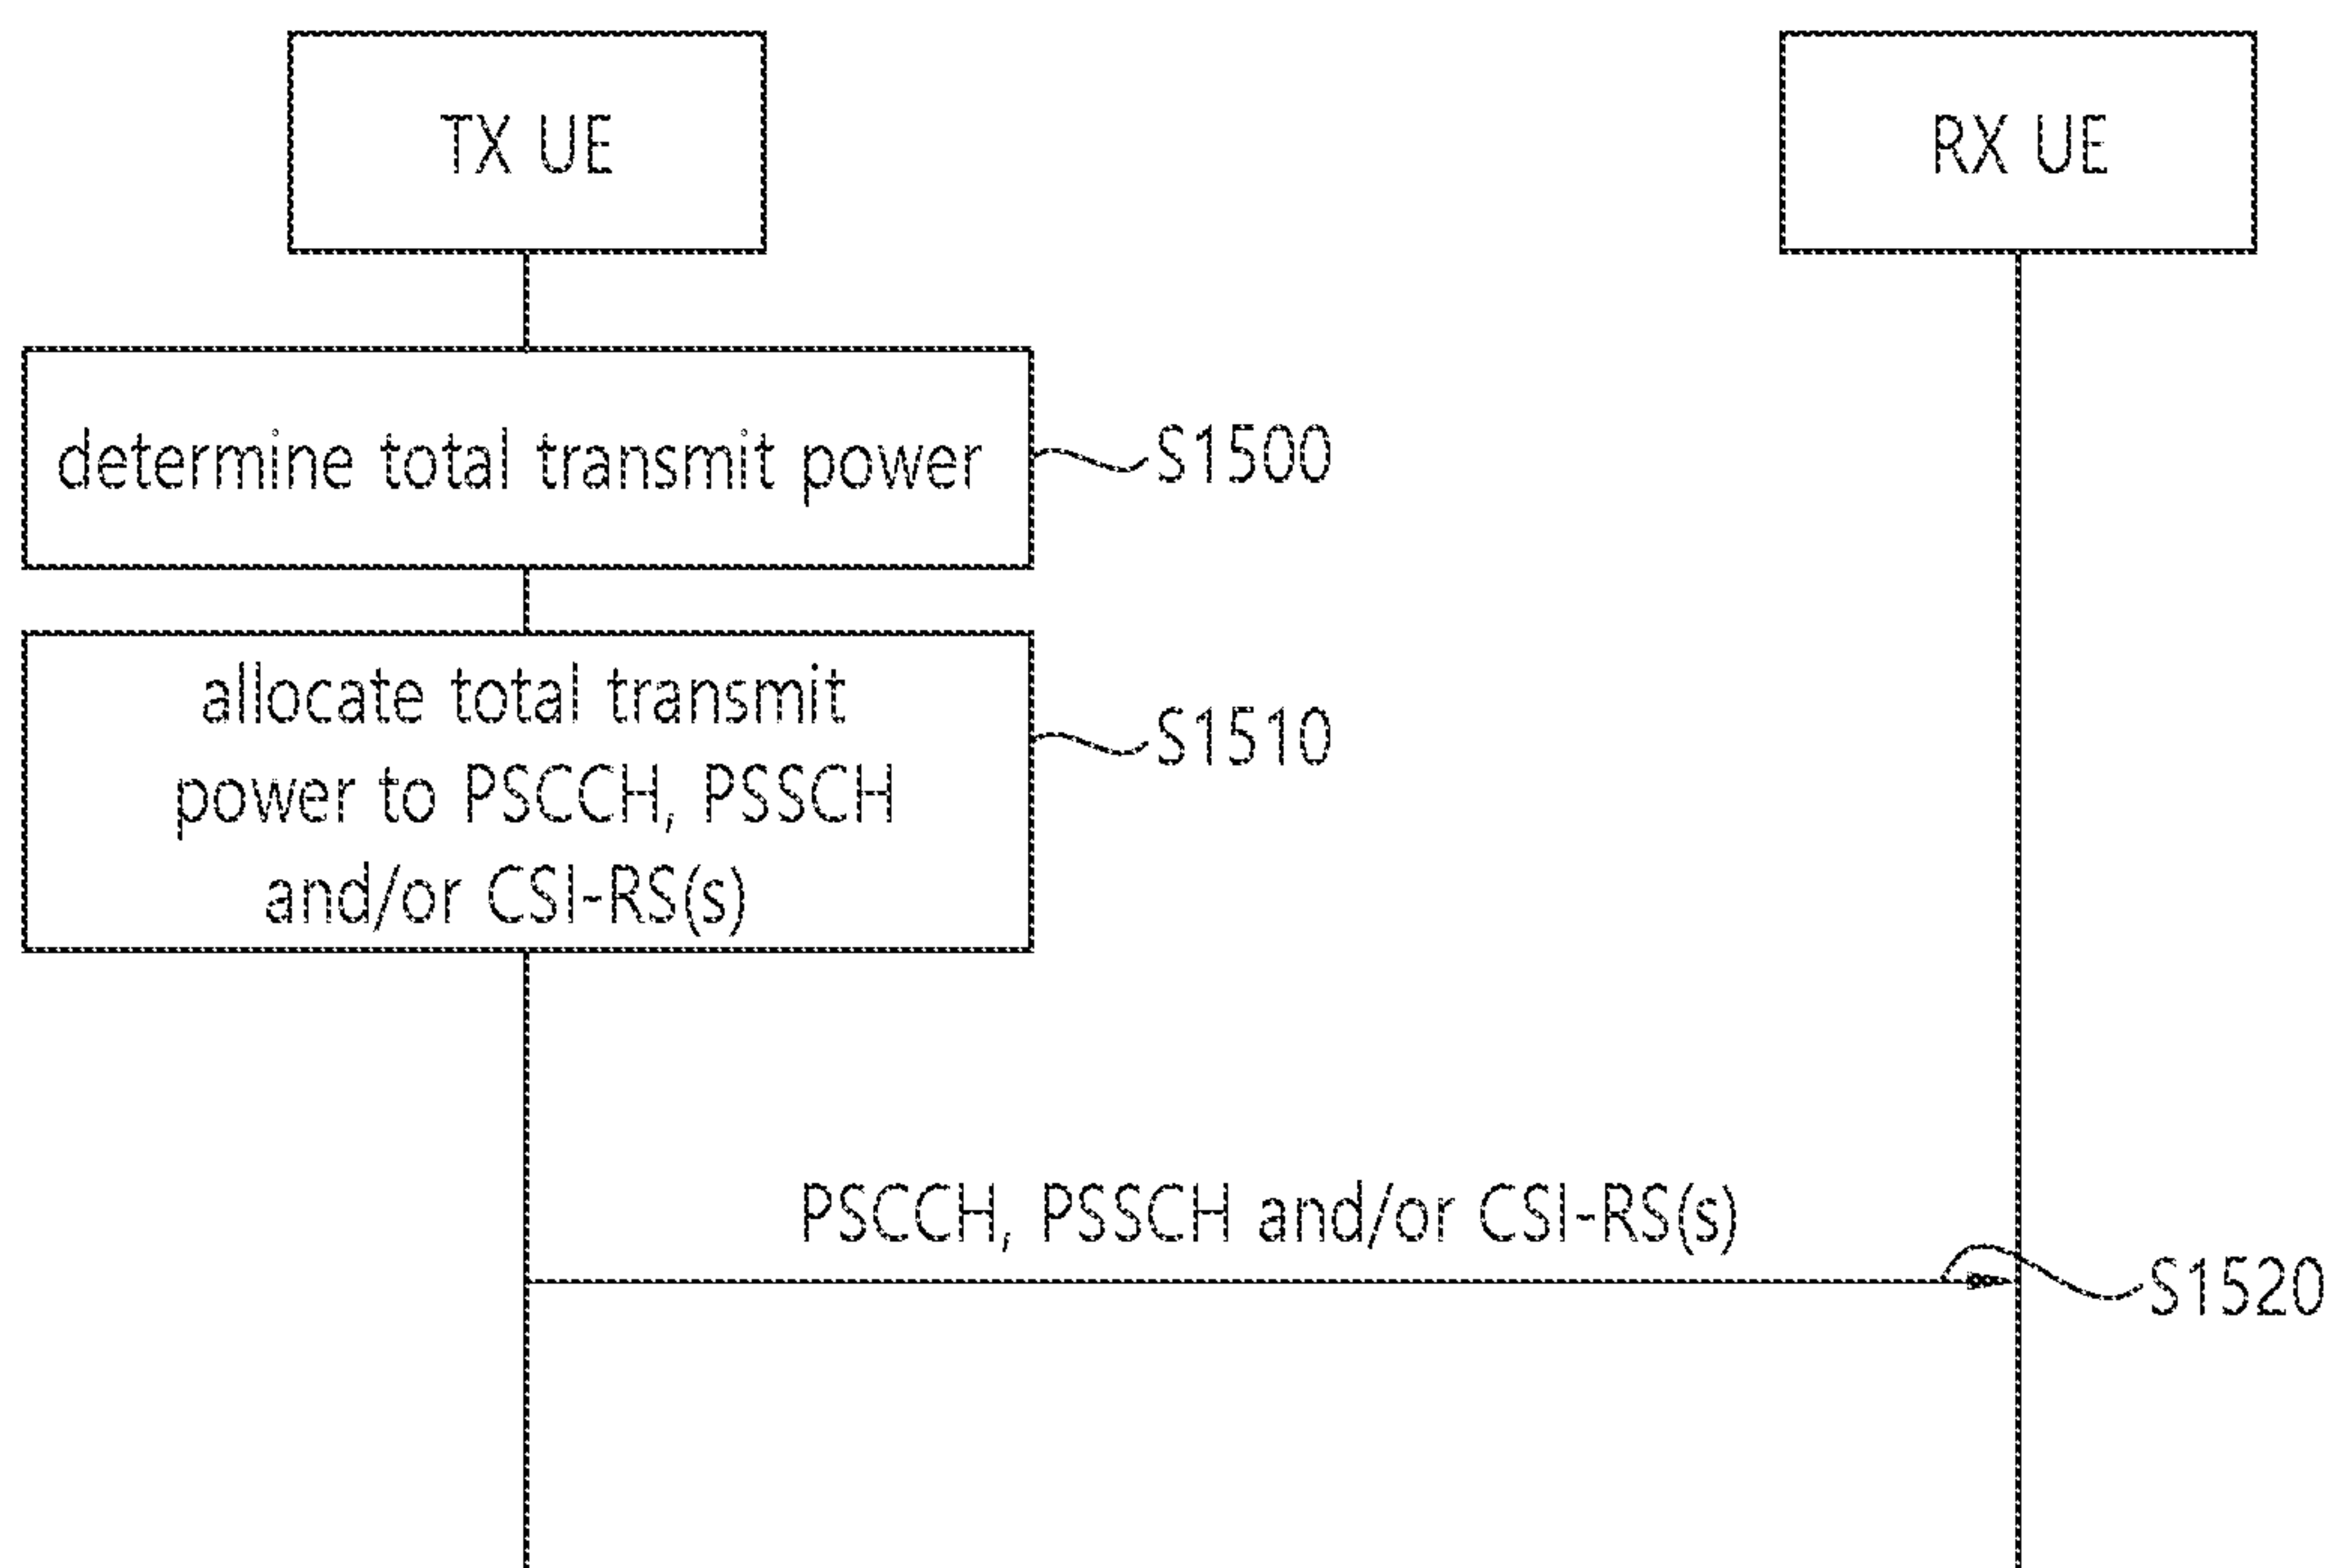 TX UE
RX UE
determine total transmit power
S1500
allocate total transmit
power to PSCCH, PSSCH
and/or CSI-RS(s)
S1510
PSCCH, PSSCH and/or CSI-RS(s)
S1520